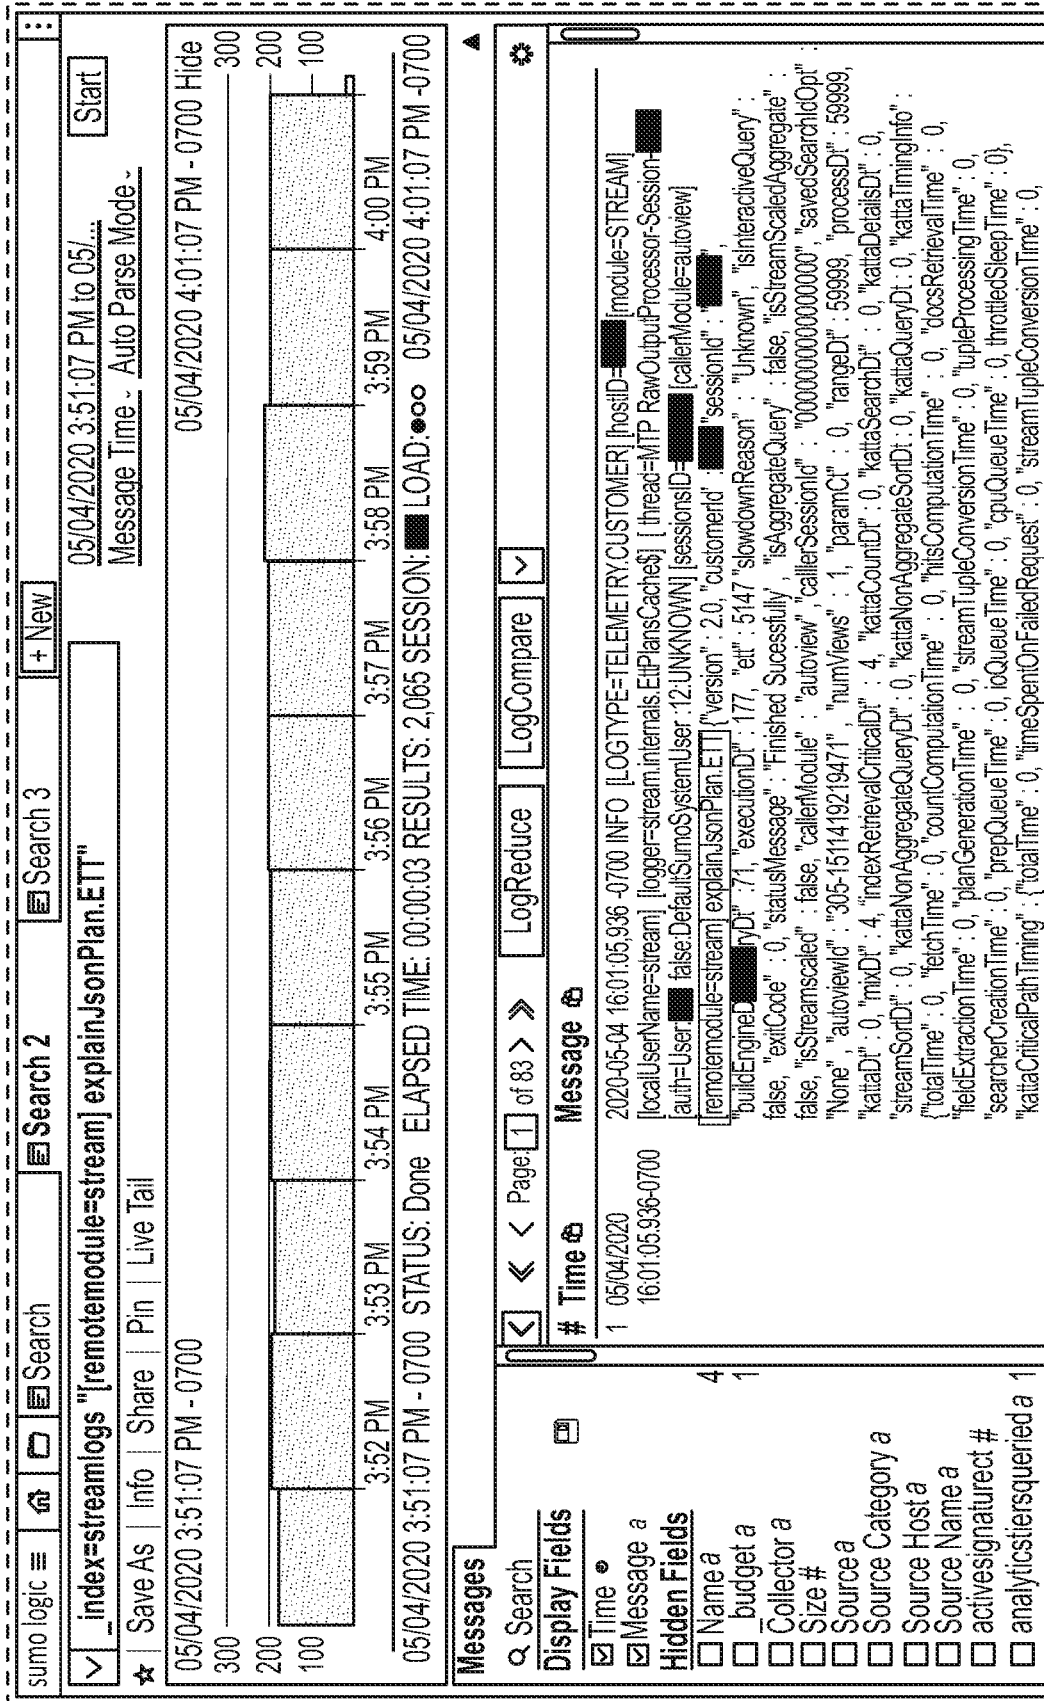 sumo logic
Search
Search 2
Search 3
+ New
_index=streamlogs "[remotemodule=stream] explainJsonPlan.ETT"
05/04/2020 3:51:07 PM to 05/...
Start
Save As | Info | Share | Pin | Live Tail
Message Time
Auto Parse Mode
05/04/2020 3:51:07 PM - 0700
05/04/2020 4:01:07 PM - 0700 Hide
300
200
100
300
200
100
3:52 PM
3:53 PM
3:54 PM
3:55 PM
3:56 PM
3:57 PM
3:58 PM
3:59 PM
4:00 PM
05/04/2020 3:51:07 PM - 0700 STATUS: Done ELAPSED TIME: 00:00:03 RESULTS: 2,065 SESSION: LOAD: 05/04/2020 4:01:07 PM -0700
Messages
Search
Display Fields
Time
Message a
Hidden Fields
Name a 4
_budget a 1
Collector a
Size #
Source a
Source Category a
Source Host a
Source Name a
activesignaturect #
analyticstiersqueried a 1
Page: 1 of 83
LogReduce
LogCompare
# Time Message
1 05/04/2020
16:01:05.936-0700
2020-05-04 16:01:05,936 -0700 INFO [LOGTYPE=TELEMETRY.CUSTOMER] [hostID= [module=STREAM]
[localUserName=stream] [logger=stream.internals.EttPlansCache$] [ thread=MTP RawOutputProcessor-Session-
[auth=User: false:DefaultSumoSystemUser :12:UNKNOWN] [sessionsID= [callerModule=autoview]
[remotemodule=stream] explainJsonPlan.ETT {"version" : 2.0, "customerId" : "sessionId" : " ",
"buildEngineD ryDt" :71, "executionDt" : 177, "ett" : 5147 "slowdownReason" : "Unknown", "isInteractiveQuery" :
false, "exitCode" : 0, "statusMessage" : "Finished Sucessfully , "isAggregateQuery" : false, "isStreamScaledAggregate" :
false, "isStreamscaled" : false, "callerModule" : "autoview" ,"callerSessionId" : "0000000000000000", "savedSearchIdOpt" :
"None" , "autoviewId" : "305-15114192194​71" , "numViews" : 1, "paramCt" : 0, "rangeDt" : 59999, "processDt" : 59999,
"kattaDt" : 0, "mixDt" : 4, "indexRetrievalCriticalDt" : 4, "kattaCountDt" : 0, "kattaSearchDt" : 0, "kattaDetailsDt" : 0,
"streamSortDt" : 0, "kattaNonAggregateQueryDt" : 0, "kattaNonAggregateSortDt : 0, "kattaQueryDt : 0, "kattaTimingInfo" :
{"totalTime" : 0, "fetchTime" : 0, "countComputationTime" : 0, "hitsComputationTime" : 0, "docsRetrievalTime" : 0,
"fieldExtractionTime" : 0, "planGenerationTime" : 0, "streamTupleConversionTime" : 0, "tupleProcessingTime" : 0,
"searcherCreationTime" : 0, "prepQueueTime" : 0, ioQueueTime" : 0, "cpuQueueTime" : 0, throttledSleepTime" : 0},
"kattaCriticalPathTiming" : {"totalTime" : 0, "timeSpentOnFailedRequest" : 0, "streamTupleConversionTime" : 0,